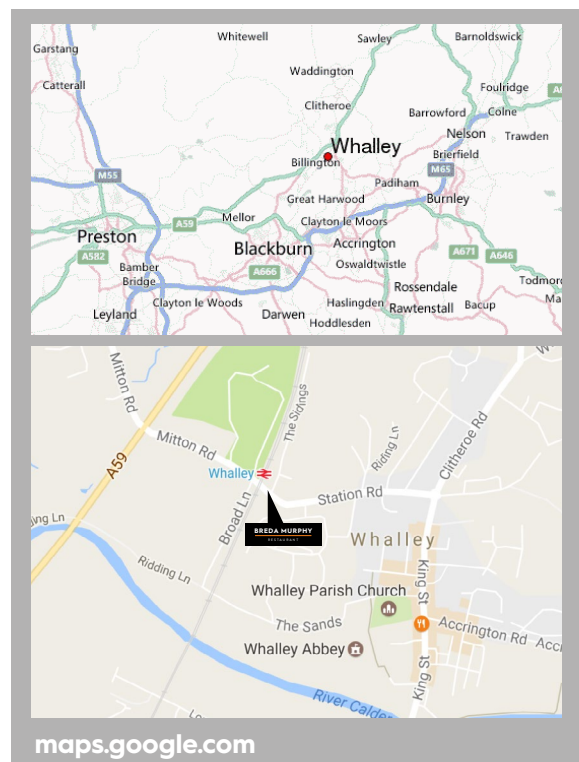 Whitewell
Sawley
Barnoldswick
Garstang
Waddington
Catterall
Foulridge
Clitheroe
Barrowford
Colne
Nelson
Trawden
Whalley
Billington
Brierfield
M55
M65
Padiham
Great Harwood
Burnley
Mellor
A59
Clayton le Moors
Preston
Blackburn
Accrington
A582
Oswaldtwistle
A671
A646
Bamber
Bridge
A666
Rossendale
Clayton le Woods
Haslingden
Bacup
Leyland
Darwen
Rawtenstall
Hoddlesden
Mitton Rd
The Sidings
Mitton Rd
A59
Riding Ln
Clitheroe Rd
Whalley
Station Rd
Broad Ln
BREDA MURPHY
RESTAURANT
Whalley
Ridding Ln
King St
Whalley Parish Church
The Sands
Accrington Rd
Whalley Abbey
King St
River Calder
maps.google.com